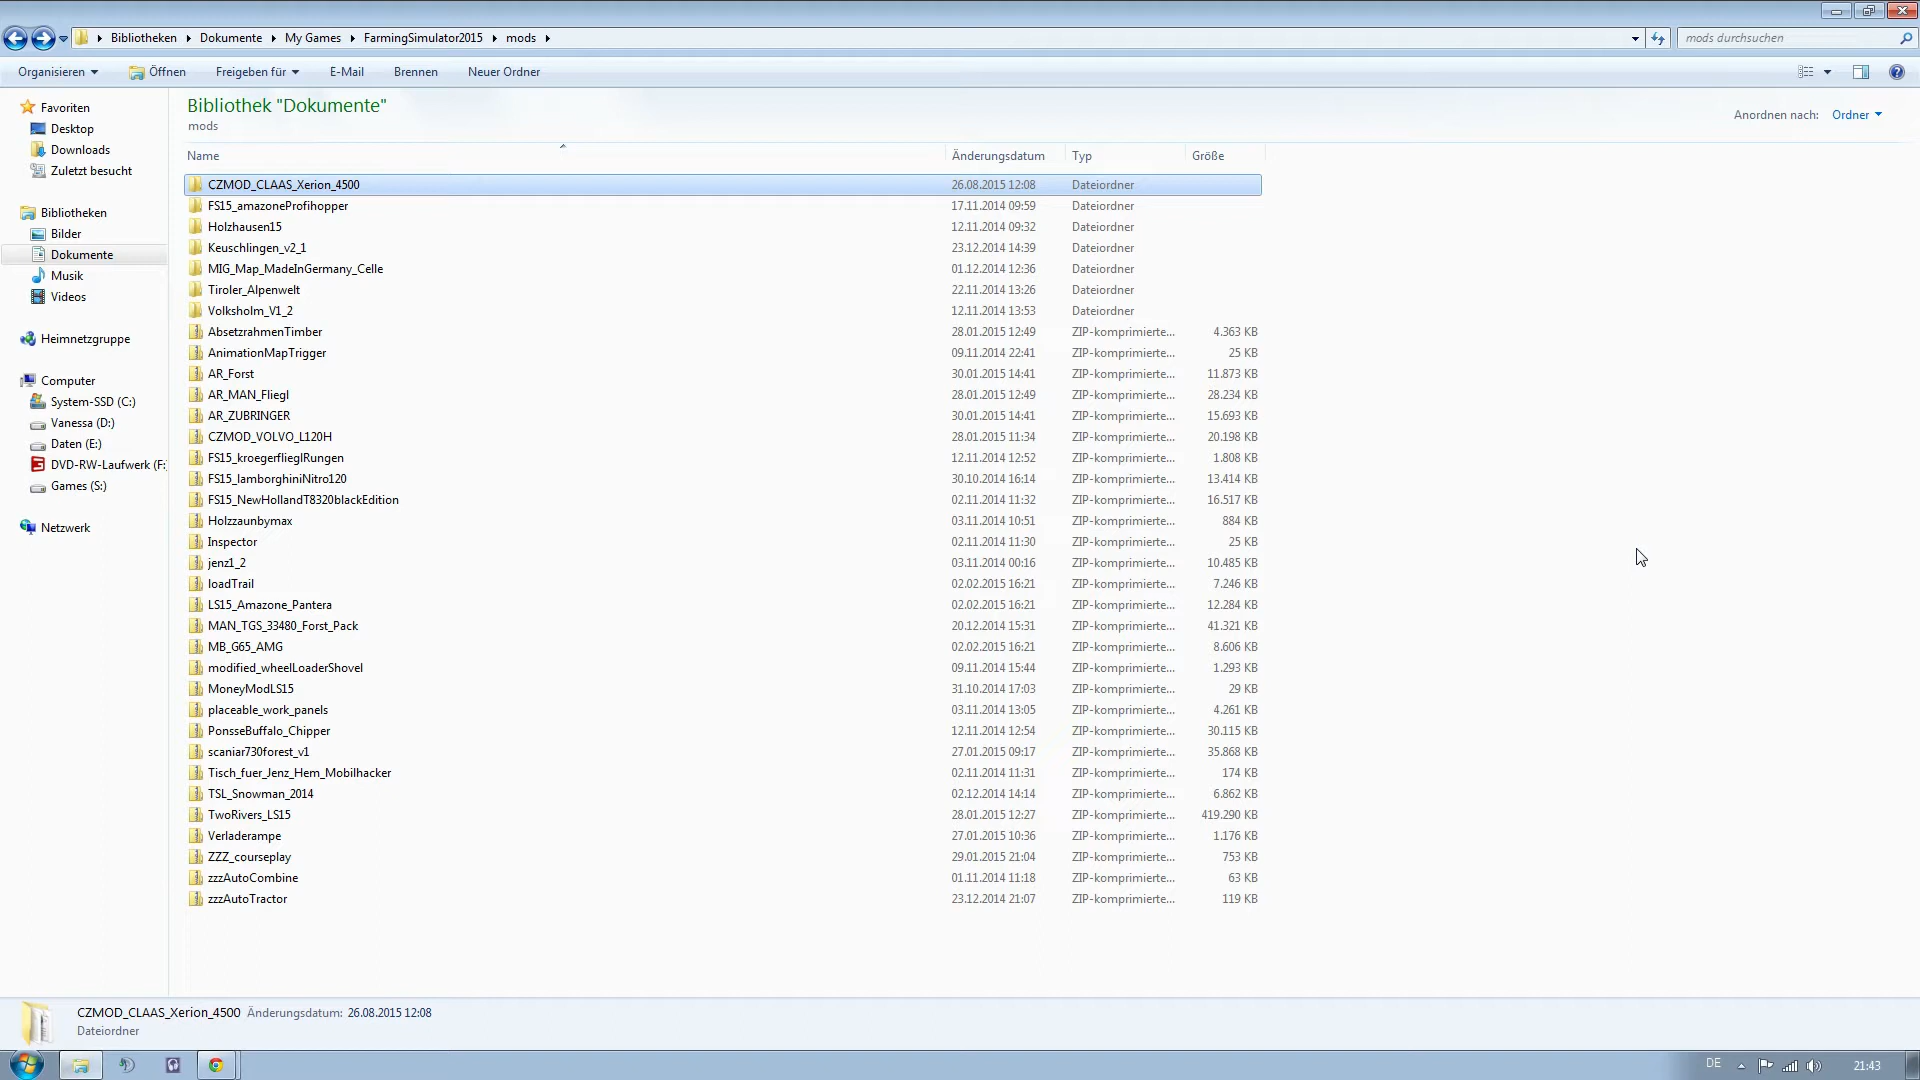 Bibliotheken Dokumente My Games FarmingSimulator2015 mods
mods durchsuchen
Organisieren Öffnen Freigeben für E-Mail Brennen Neuer Ordner
Favoriten
Desktop
Downloads
Zuletzt besucht
Bibliotheken
Bilder
Dokumente
Musik
Videos
Heimnetzgruppe
Computer
System-SSD (C:)
Vanessa (D:)
Daten (E:)
DVD-RW-Laufwerk (F:
Games (S:)
Netzwerk
Bibliothek "Dokumente"
mods
Anordnen nach: Ordner
Name Änderungsdatum Typ Größe
CZMOD_CLAAS_Xerion_4500 26.08.2015 12:08 Dateiordner
FS15_amazoneProfihopper 17.11.2014 09:59 Dateiordner
Holzhausen15 12.11.2014 09:32 Dateiordner
Keuschlingen_v2_1 23.12.2014 14:39 Dateiordner
MIG_Map_MadeInGermany_Celle 01.12.2014 12:36 Dateiordner
Tiroler_Alpenwelt 22.11.2014 13:26 Dateiordner
Volksholm_V1_2 12.11.2014 13:53 Dateiordner
AbsetzrahmenTimber 28.01.2015 12:49 ZIP-komprimierte... 4.363 KB
AnimationMapTrigger 09.11.2014 22:41 ZIP-komprimierte... 25 KB
AR_Forst 30.01.2015 14:41 ZIP-komprimierte... 11.873 KB
AR_MAN_Fliegl 28.01.2015 12:49 ZIP-komprimierte... 28.234 KB
AR_ZUBRINGER 30.01.2015 14:41 ZIP-komprimierte... 15.693 KB
CZMOD_VOLVO_L120H 28.01.2015 11:34 ZIP-komprimierte... 20.198 KB
FS15_kroegerflieglRungen 12.11.2014 12:52 ZIP-komprimierte... 1.808 KB
FS15_lamborghiniNitro120 30.10.2014 16:14 ZIP-komprimierte... 13.414 KB
FS15_NewHollandT8320blackEdition 02.11.2014 11:32 ZIP-komprimierte... 16.517 KB
Holzzaunbymax 03.11.2014 10:51 ZIP-komprimierte... 884 KB
Inspector 02.11.2014 11:30 ZIP-komprimierte... 25 KB
jenz1_2 03.11.2014 00:16 ZIP-komprimierte... 10.485 KB
loadTrail 02.02.2015 16:21 ZIP-komprimierte... 7.246 KB
LS15_Amazone_Pantera 02.02.2015 16:21 ZIP-komprimierte... 12.284 KB
MAN_TGS_33480_Forst_Pack 20.12.2014 15:31 ZIP-komprimierte... 41.321 KB
MB_G65_AMG 02.02.2015 16:21 ZIP-komprimierte... 8.606 KB
modified_wheelLoaderShovel 09.11.2014 15:44 ZIP-komprimierte... 1.293 KB
MoneyModLS15 31.10.2014 17:03 ZIP-komprimierte... 29 KB
placeable_work_panels 03.11.2014 13:05 ZIP-komprimierte... 4.261 KB
PonsseBuffalo_Chipper 12.11.2014 12:54 ZIP-komprimierte... 30.115 KB
scaniar730forest_v1 27.01.2015 09:17 ZIP-komprimierte... 35.868 KB
Tisch_fuer_Jenz_Hem_Mobilhacker 02.11.2014 11:31 ZIP-komprimierte... 174 KB
TSL_Snowman_2014 02.12.2014 14:14 ZIP-komprimierte... 6.862 KB
TwoRivers_LS15 28.01.2015 12:27 ZIP-komprimierte... 419.290 KB
Verladerampe 27.01.2015 10:36 ZIP-komprimierte... 1.176 KB
ZZZ_courseplay 29.01.2015 21:04 ZIP-komprimierte... 753 KB
zzzAutoCombine 01.11.2014 11:18 ZIP-komprimierte... 63 KB
zzzAutoTractor 23.12.2014 21:07 ZIP-komprimierte... 119 KB
CZMOD_CLAAS_Xerion_4500 Änderungsdatum: 26.08.2015 12:08
Dateiordner
DE 21:43